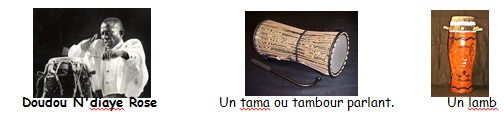 Doudou N'diaye Rose
Un tama ou tambour parlant.
Un lamb